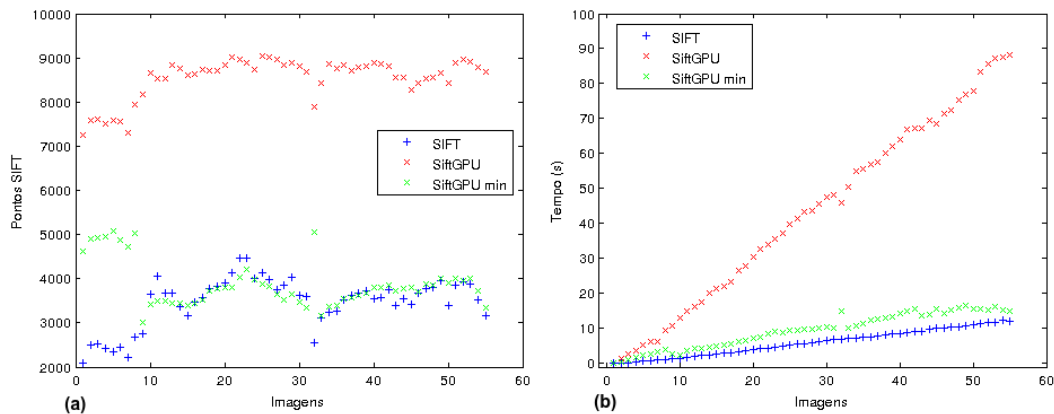 10000
9000
8000
7000
6000
5000
4000
3000
2000
Pontos SIFT
SIFT
SiftGPU
SiftGPU min
0 10 20 30 40 50 60
Imagens
(a)
100
90
80
70
60
50
40
30
20
10
0
Tempo (s)
SIFT
SiftGPU
SiftGPU min
0 10 20 30 40 50 60
Imagens
(b)